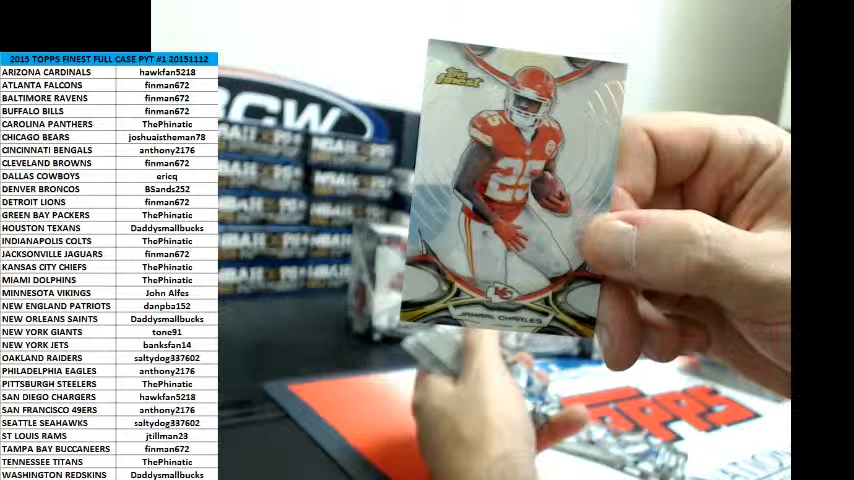 2015 TOPPS FINEST FULL CASE PYT #1 20151112
ARIZONA CARDINALS hawkfan5218
ATLANTA FALCONS finman672
BALTIMORE RAVENS finman672
BUFFALO BILLS finman672
CAROLINA PANTHERS ThePhinatic
CHICAGO BEARS joshuaistheman78
CINCINNATI BENGALS anthony2176
CLEVELAND BROWNS finman672
DALLAS COWBOYS ericq
DENVER BRONCOS BSands252
DETROIT LIONS finman672
GREEN BAY PACKERS ThePhinatic
HOUSTON TEXANS Daddysmallbucks
INDIANAPOLIS COLTS ThePhinatic
JACKSONVILLE JAGUARS finman672
KANSAS CITY CHIEFS ThePhinatic
MIAMI DOLPHINS ThePhinatic
MINNESOTA VIKINGS John Alfes
NEW ENGLAND PATRIOTS danpba152
NEW ORLEANS SAINTS Daddysmallbucks
NEW YORK GIANTS tone91
NEW YORK JETS banksfan14
OAKLAND RAIDERS saltydog337602
PHILADELPHIA EAGLES anthony2176
PITTSBURGH STEELERS ThePhinatic
SAN DIEGO CHARGERS hawkfan5218
SAN FRANCISCO 49ERS anthony2176
SEATTLE SEAHAWKS saltydog337602
ST LOUIS RAMS jtillman23
TAMPA BAY BUCCANEERS finman672
TENNESSEE TITANS ThePhinatic
WASHINGTON REDSKINS Daddysmallbucks
Topps
finest
25
25
KC
JAMAAL CHARLES
BCW
TOPPS